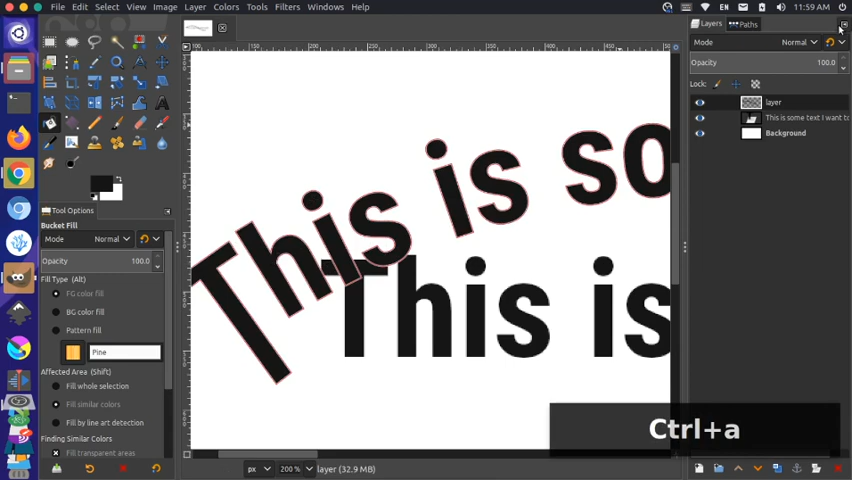 File Edit Select View Image Layer Colors Tools Filters Windows Help
EN
11:59 AM
Layers
Paths
Mode Normal
Opacity 100.0
Lock:
layer
This is some text I want to
Background
100 200 300 400
This is so
This is
Tool Options
Bucket Fill
Mode Normal
Opacity 100.0
Fill Type (Alt)
FG color fill
BG color fill
Pattern fill
Pine
Affected Area (Shift)
Fill whole selection
Fill similar colors
Fill by line art detection
Finding Similar Colors
Fill transparent areas
Ctrl+a
px 200 % layer (32.9 MB)